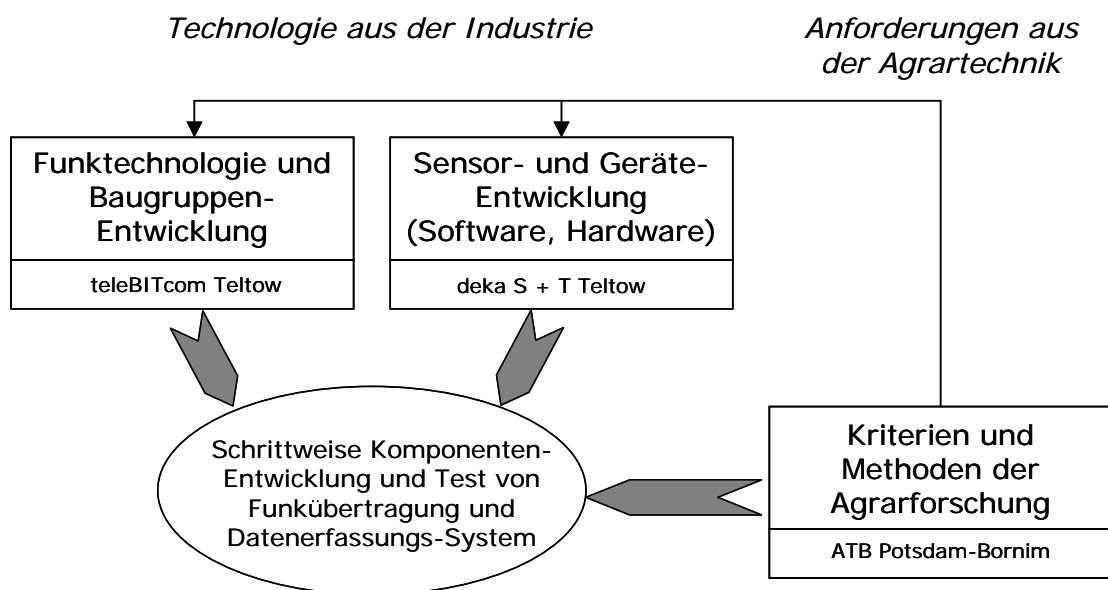 Technologie aus der Industrie
Anforderungen aus
der Agrartechnik
Funktechnologie und
Baugruppen-
Entwicklung
teleBITcom Teltow
Sensor- und Geräte-
Entwicklung
(Software, Hardware)
deka S + T Teltow
Schrittweise Komponenten-
Entwicklung und Test von
Funkübertragung und
Datenerfassungs-System
Kriterien und
Methoden der
Agrarforschung
ATB Potsdam-Bornim